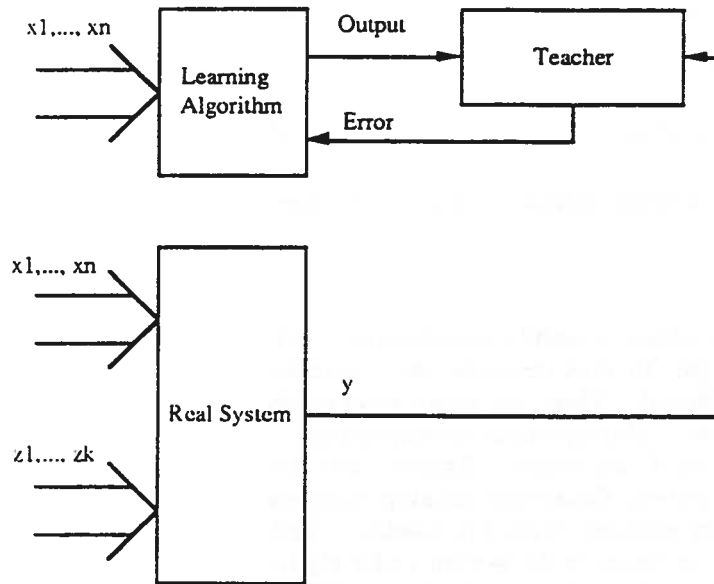 x1,..., xn
Output
Teacher
Learning
Algorithm
Error
x1,..., xn
y
Real System
z1,..., zk